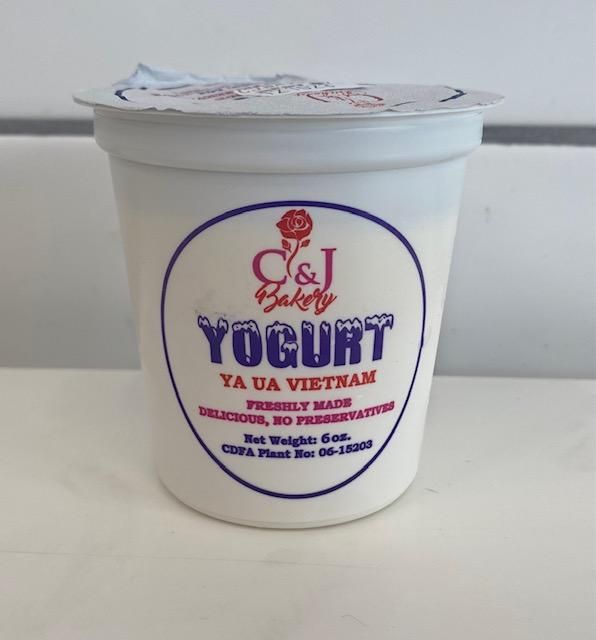 C & J
Bakery
YOGURT
YA UA VIETNAM
FRESHLY MADE
DELICIOUS, NO PRESERVATIVES
Net Weight: 6 oz.
CDFA Plant No: 06-15203